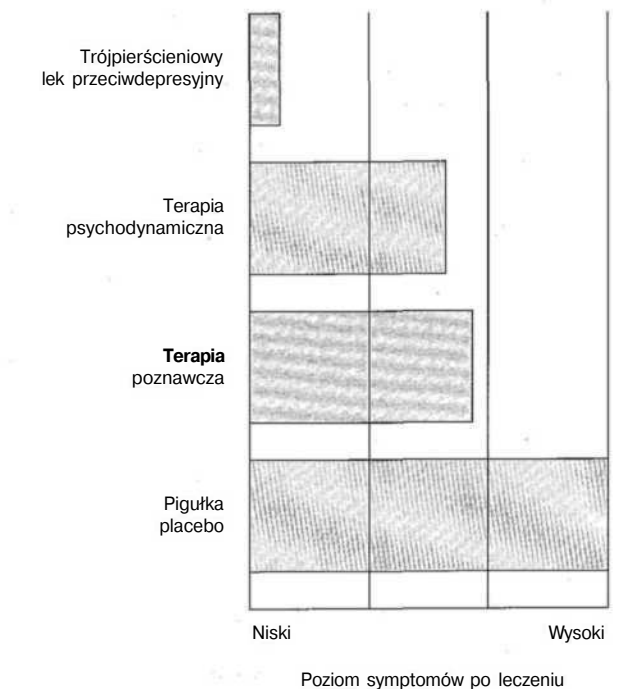 Trójpierścieniowy
lek przeciwdepresyjny
Terapia
psychodynamiczna
Terapia
poznawcza
Pigułka
placebo
Niski
Wysoki
Poziom symptomów po leczeniu